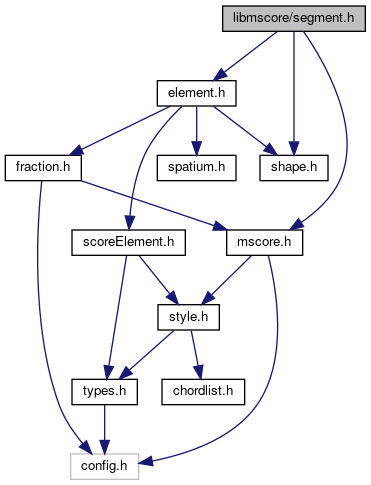 libmscore/segment.h
element.h
fraction.h
spatium.h
shape.h
scoreElement.h
mscore.h
style.h
types.h
chordlist.h
config.h